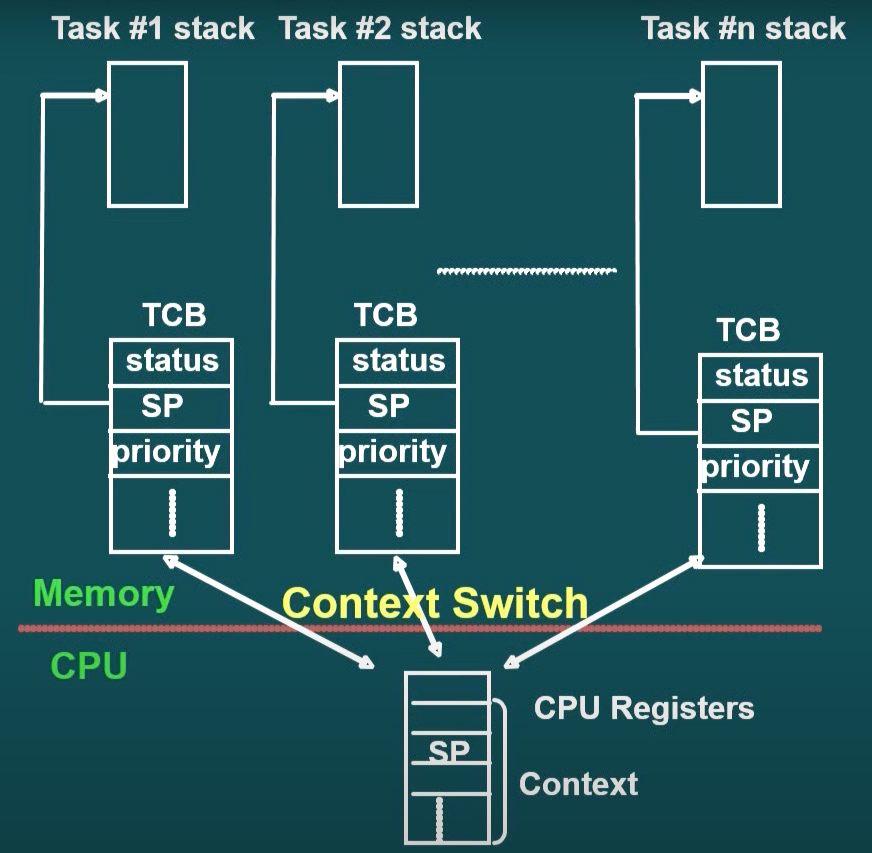 Task #1 stack Task #2 stack Task #n stack
TCB TCB TCB
status status status
SP SP SP
priority priority priority
Memory
Context Switch
CPU
CPU Registers
SP
Context